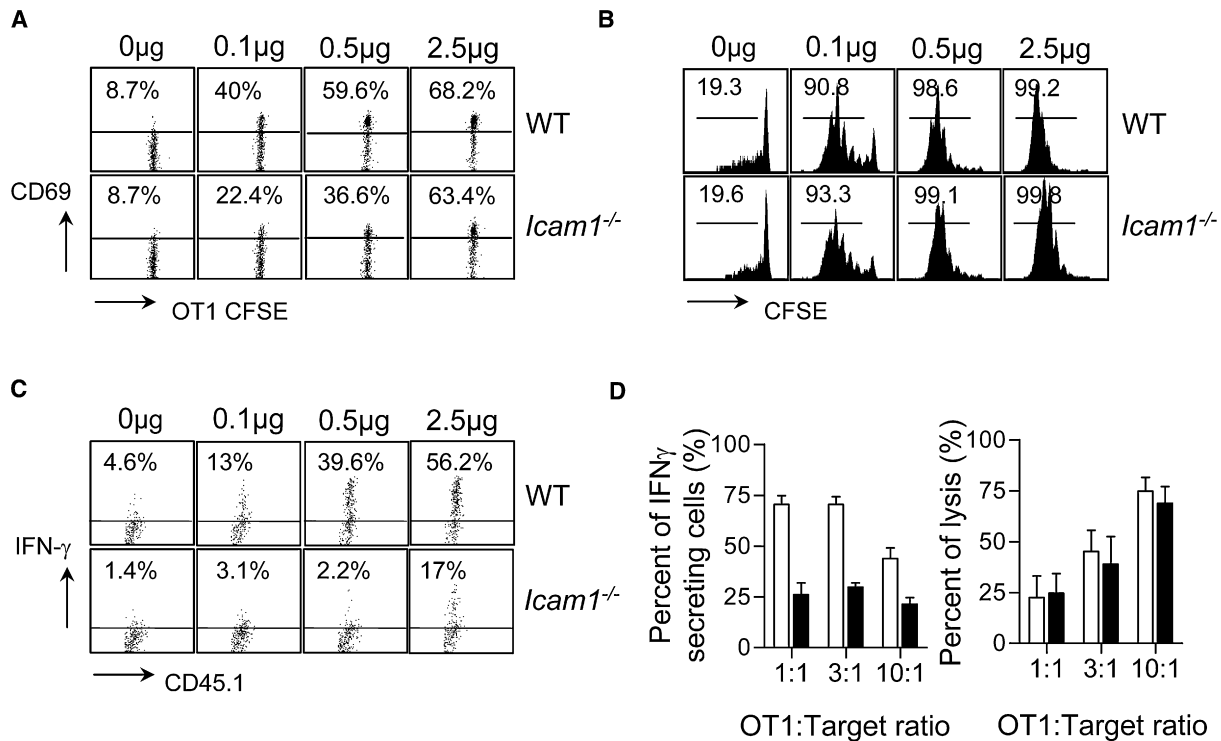 A
0µg 0.1µg 0.5µg 2.5µg
8.7% 40% 59.6% 68.2%
WT
8.7% 22.4% 36.6% 63.4%
CD69
Icam1-/-
OT1 CFSE
B
0µg 0.1µg 0.5µg 2.5µg
19.3 90.8 98.6 99.2
WT
19.6 93.3 99.1 99.8
Icam1-/-
CFSE
C
0µg 0.1µg 0.5µg 2.5µg
4.6% 13% 39.6% 56.2%
WT
IFN-γ
1.4% 3.1% 2.2% 17%
Icam1-/-
CD45.1
D
Percent of IFNγ
secreting cells (%)
100
75
50
25
0
1:1 3:1 10:1
OT1:Target ratio
Percent of lysis (%)
100
75
50
25
0
1:1 3:1 10:1
OT1:Target ratio